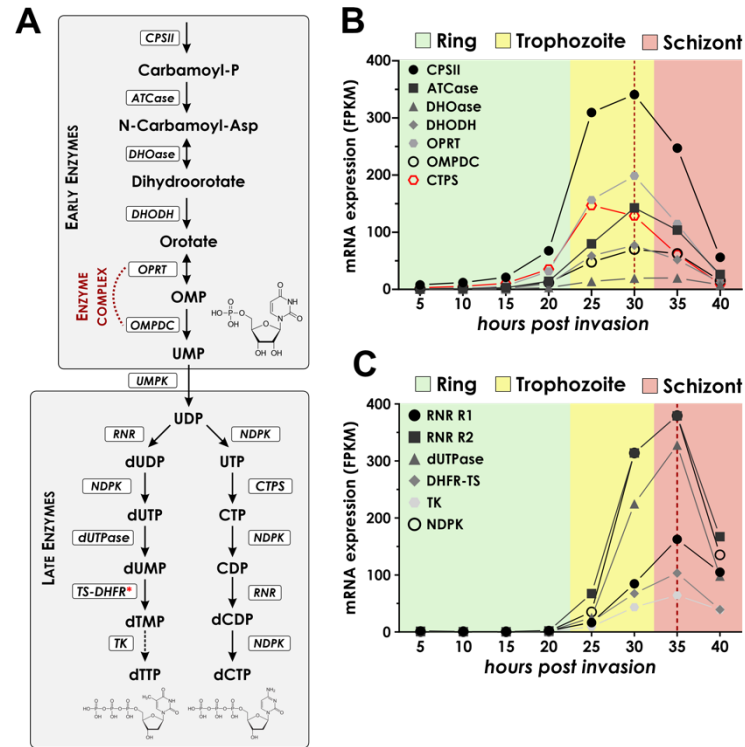 A
CPSII
Carbamoyl-P
ATCase
N-Carbamoyl-Asp
DHOase
Dihydroorotate
DHODH
Orotate
OPRT
OMP
OMPDC
UMP
EARLY ENZYMES
ENZYME
COMPLEX
UMPK
UDP
RNR
NDPK
dUDP
UTP
NDPK
CTPS
dUTP
CTP
dUTPase
NDPK
dUMP
CDP
TS-DHFR*
RNR
dTMP
dCDP
TK
NDPK
dTTP
dCTP
LATE ENZYMES
B
Ring
Trophozoite
Schizont
CPSII
ATCase
DHOase
DHODH
OPRT
OMPDC
CTPS
mRNA expression (FPKM)
400
300
200
100
0
5 10 15 20 25 30 35 40
hours post invasion
C
Ring
Trophozoite
Schizont
RNR R1
RNR R2
dUTPase
DHFR-TS
TK
NDPK
mRNA expression (FPKM)
400
300
200
100
0
5 10 15 20 25 30 35 40
hours post invasion